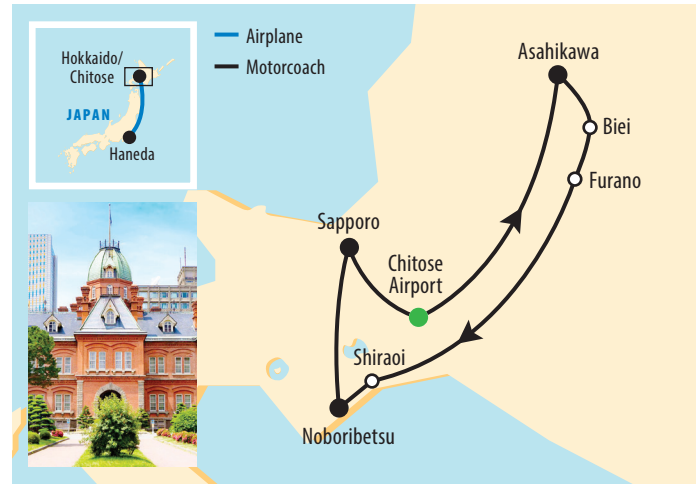 Hokkaido/
Chitose
JAPAN
Haneda
Airplane
Motorcoach
Asahikawa
Biei
Furano
Sapporo
Chitose
Airport
Shiraoi
Noboribetsu